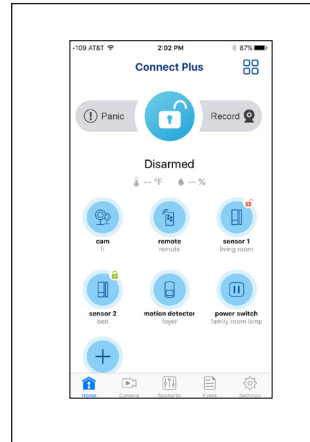 -109 AT&T 2:02 PM 87%
Connect Plus
Panic Record
Disarmed
-- °F -- %
cam remote sensor 1
lr remote living room
sensor 2 motion detector power switch
bed foyer family room lamp
Home Camera Scenario Event Settings